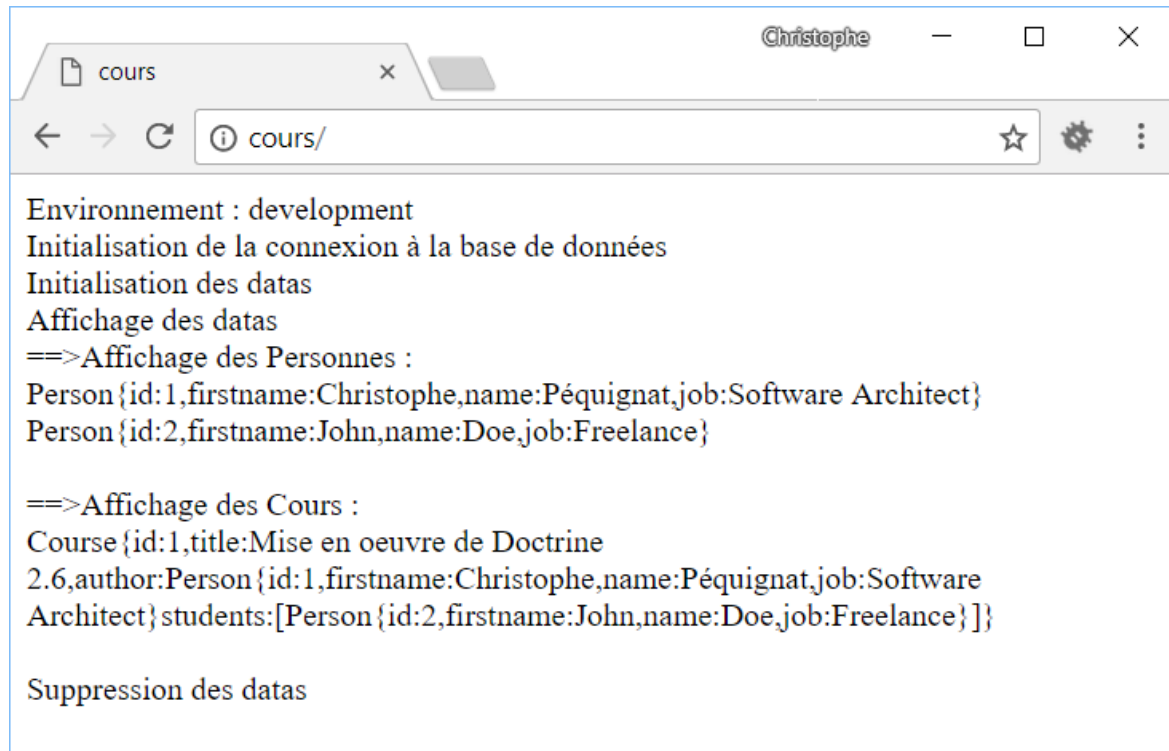 Christophe
cours
cours/
Environnement : development
Initialisation de la connexion à la base de données
Initialisation des datas
Affichage des datas
==>Affichage des Personnes :
Person{id:1,firstname:Christophe,name:Péquignat,job:Software Architect}
Person{id:2,firstname:John,name:Doe,job:Freelance}
==>Affichage des Cours :
Course{id:1,title:Mise en oeuvre de Doctrine
2.6,author:Person{id:1,firstname:Christophe,name:Péquignat,job:Software
Architect}students:[Person{id:2,firstname:John,name:Doe,job:Freelance}]}
Suppression des datas